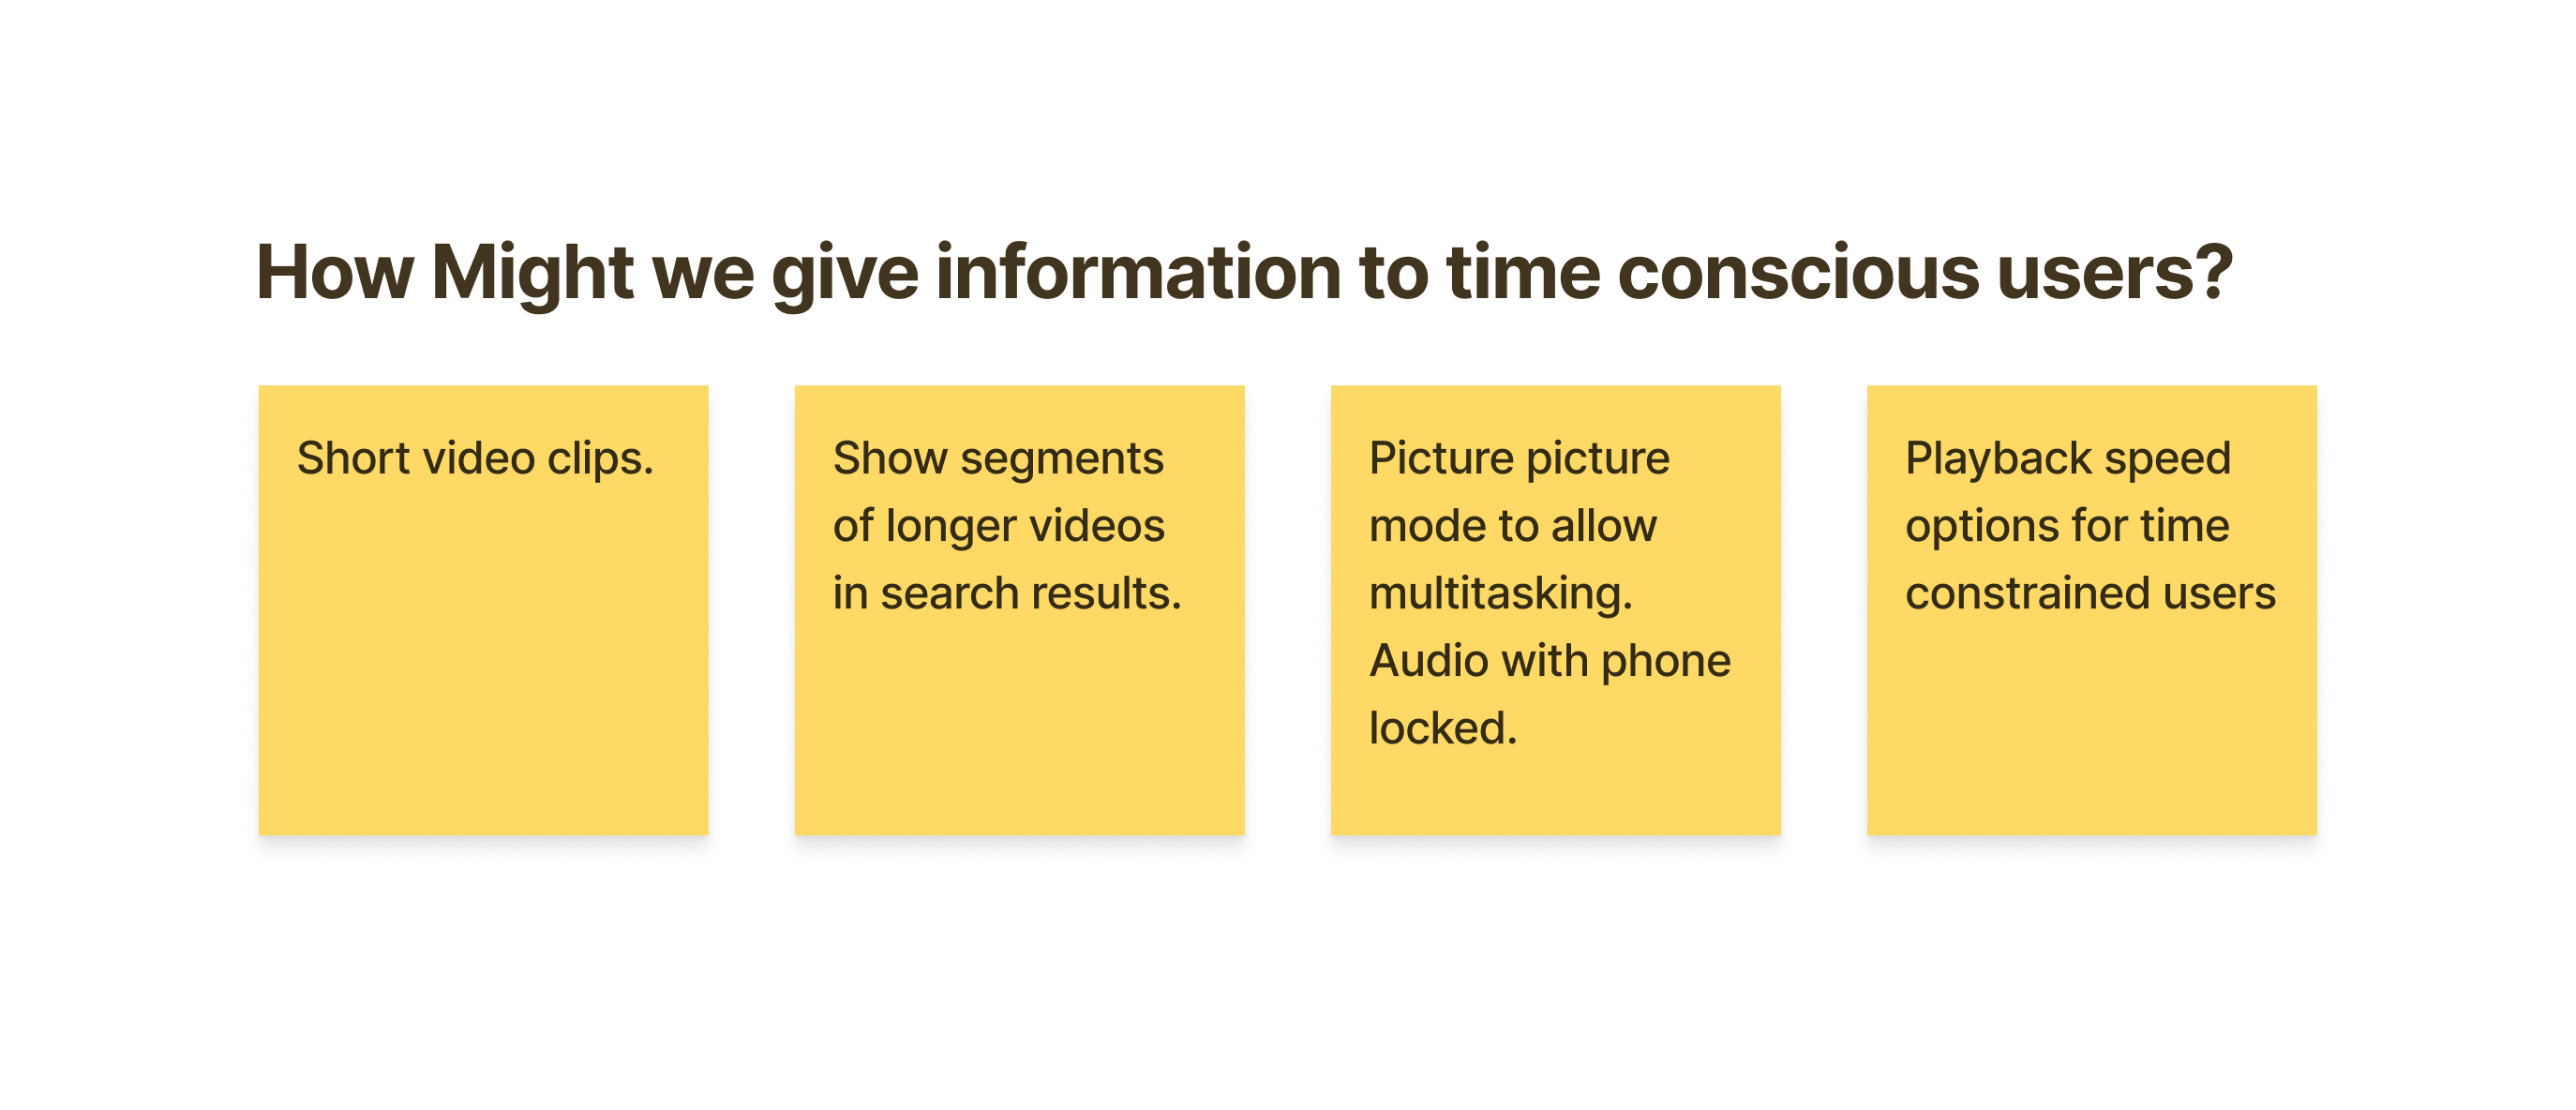 How Might we give information to time conscious users?
Short video clips.
Show segments
of longer videos
in search results.
Picture picture
mode to allow
multitasking.
Audio with phone
locked.
Playback speed
options for time
constrained users